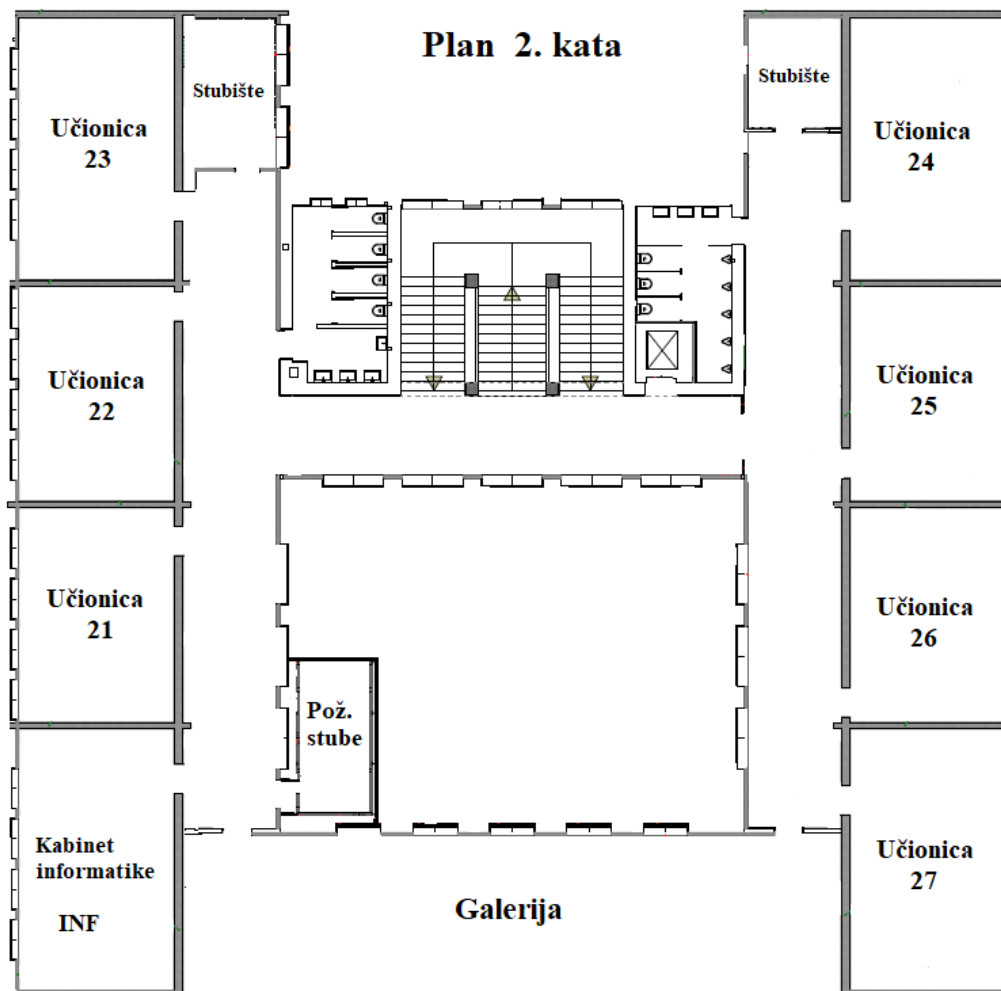 Plan 2. kata
Stubište
Stubište
Učionica
23
Učionica
24
Učionica
22
Učionica
25
Učionica
21
Učionica
26
Pož.
stube
Kabinet
informatike
INF
Učionica
27
Galerija